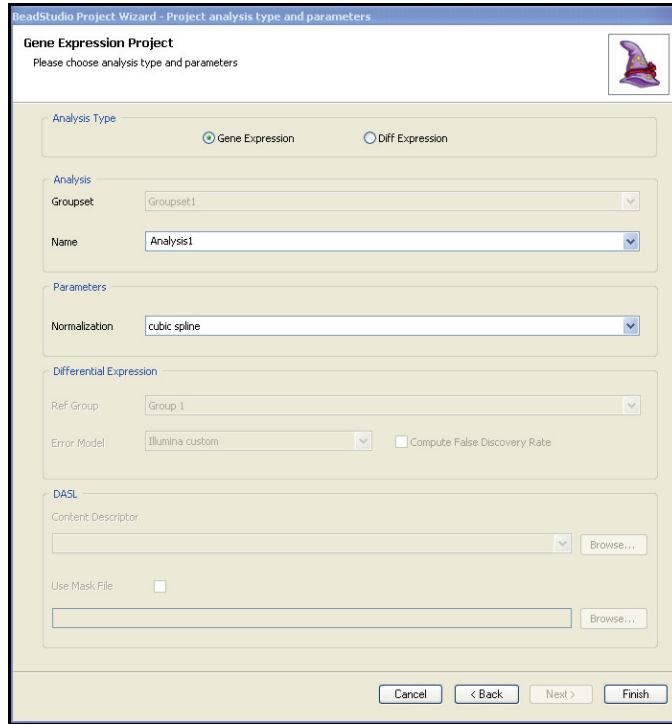 BeadStudio Project Wizard - Project analysis type and parameters
Gene Expression Project
Please choose analysis type and parameters
Analysis Type
Gene Expression Diff Expression
Analysis
Groupset Groupset1
Name Analysis1
Parameters
Normalization cubic spline
Differential Expression
Ref Group Group 1
Error Model Illumina custom Compute False Discovery Rate
DASL
Content Descriptor
Browse...
Use Mask File
Browse...
Cancel < Back Next > Finish